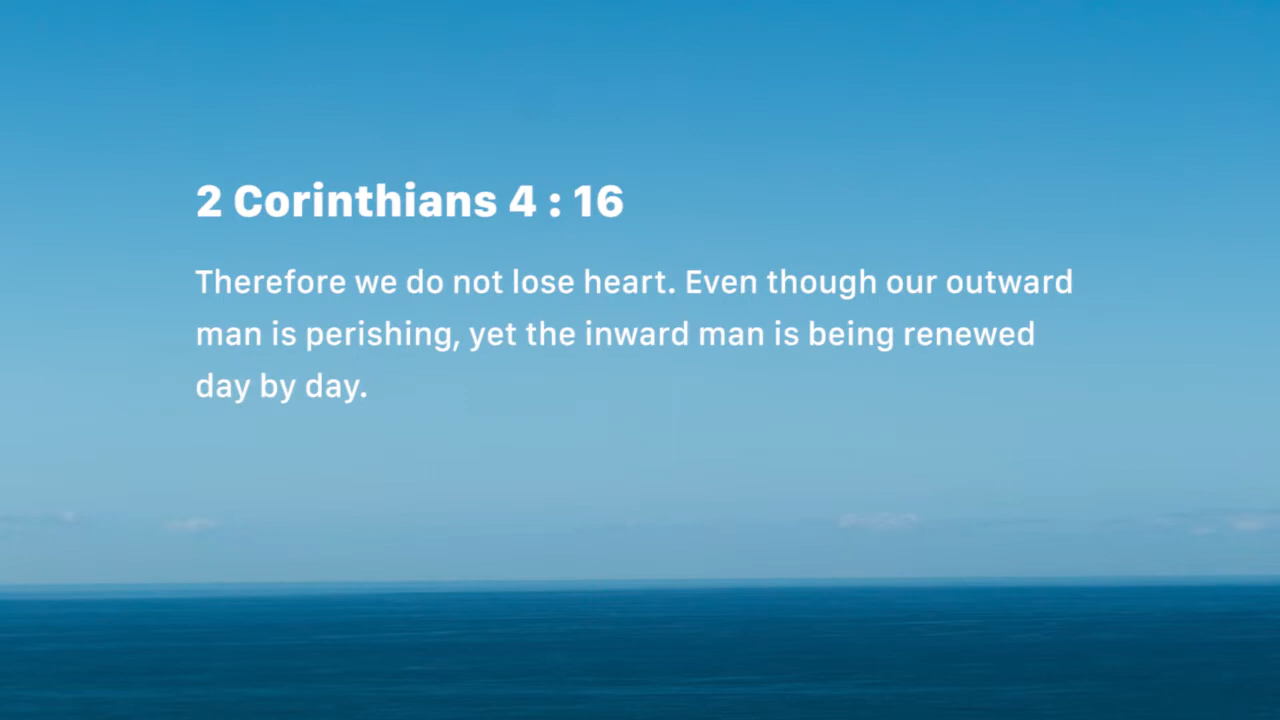 2 Corinthians 4 : 16
Therefore we do not lose heart. Even though our outward
man is perishing, yet the inward man is being renewed
day by day.